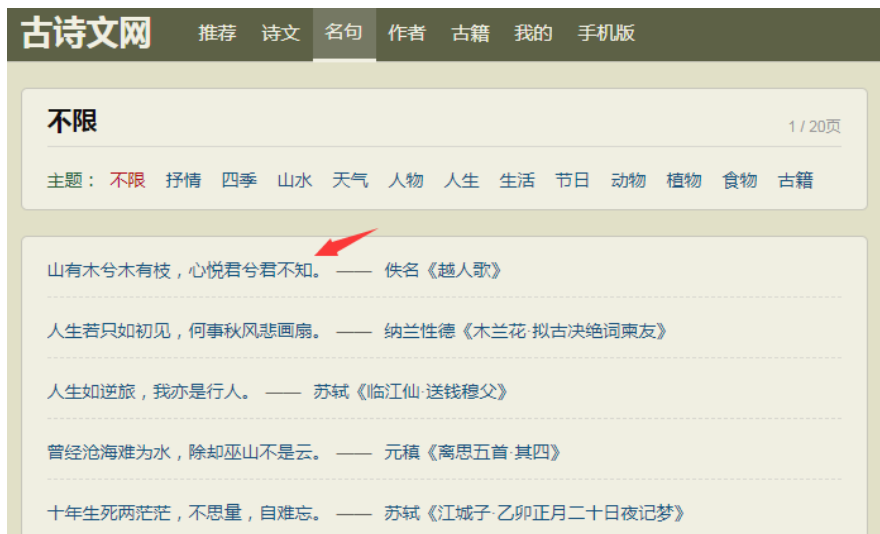 古诗文网 推荐 诗文 名句 作者 古籍 我的 手机版
不限
1 / 20页
主题： 不限 抒情 四季 山水 天气 人物 人生 生活 节日 动物 植物 食物 古籍
山有木兮木有枝，心悦君兮君不知。 —— 佚名《越人歌》
人生若只如初见，何事秋风悲画扇。 —— 纳兰性德《木兰花·拟古决绝词柬友》
人生如逆旅，我亦是行人。 —— 苏轼《临江仙·送钱穆父》
曾经沧海难为水，除却巫山不是云。 —— 元稹《离思五首·其四》
十年生死两茫茫，不思量，自难忘。 —— 苏轼《江城子·乙卯正月二十日夜记梦》